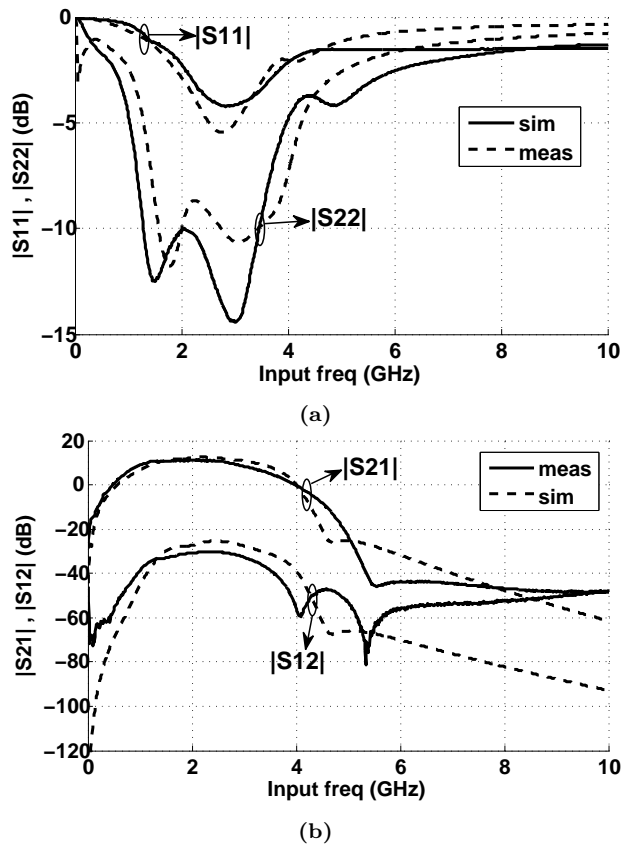 0
−5
−10
−15
|S11| , |S22| (dB)
|S11|
|S22|
sim
meas
0 2 4 6 8 10
Input freq (GHz)
(a)
20
0
−20
−40
−60
−80
−100
−120
|S21| , |S12| (dB)
|S21|
|S12|
meas
sim
0 2 4 6 8 10
Input freq (GHz)
(b)